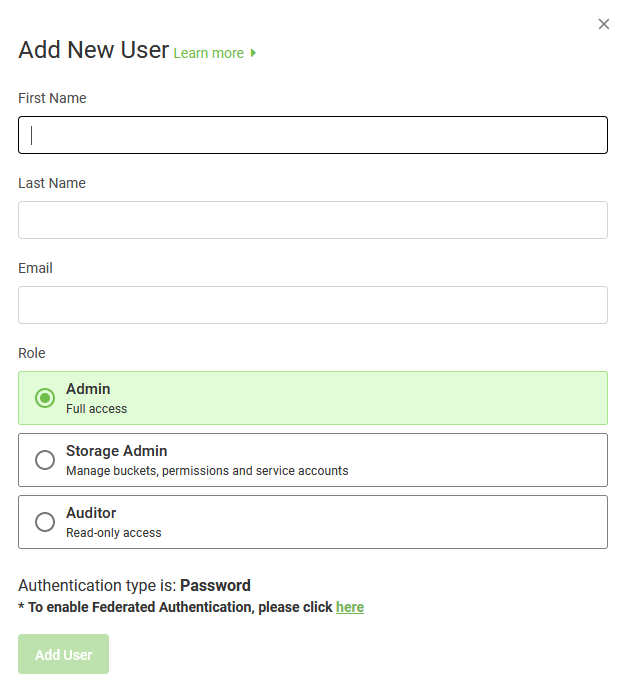 Add New User Learn more
First Name
Last Name
Email
Role
Admin
Full access
Storage Admin
Manage buckets, permissions and service accounts
Auditor
Read-only access
Authentication type is: Password
* To enable Federated Authentication, please click here
Add User